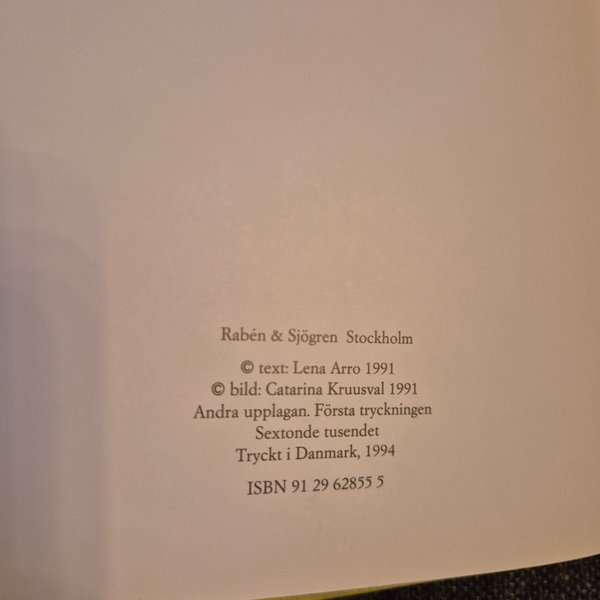 Rabén & Sjögren Stockholm
© text: Lena Arro 1991
© bild: Catarina Kruusval 1991
Andra upplagan. Första tryckningen
Sextonde tusendet
Tryckt i Danmark, 1994
ISBN 91 29 62855 5